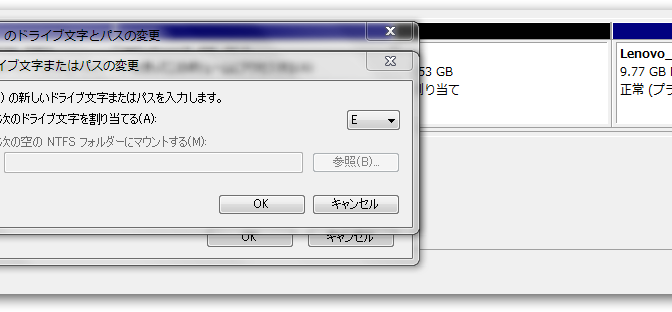 のドライブ文字とパスの変更
イブ文字またはパスの変更
) の新しいドライブ文字またはパスを入力します。
次のドライブ文字を割り当てる(A):
E
次の空の NTFS フォルダーにマウントする(M):
参照(B)...
OK
キャンセル
OK
キャンセル
53 GB
割り当て
Lenovo_
9.77 GB
正常 (プラ